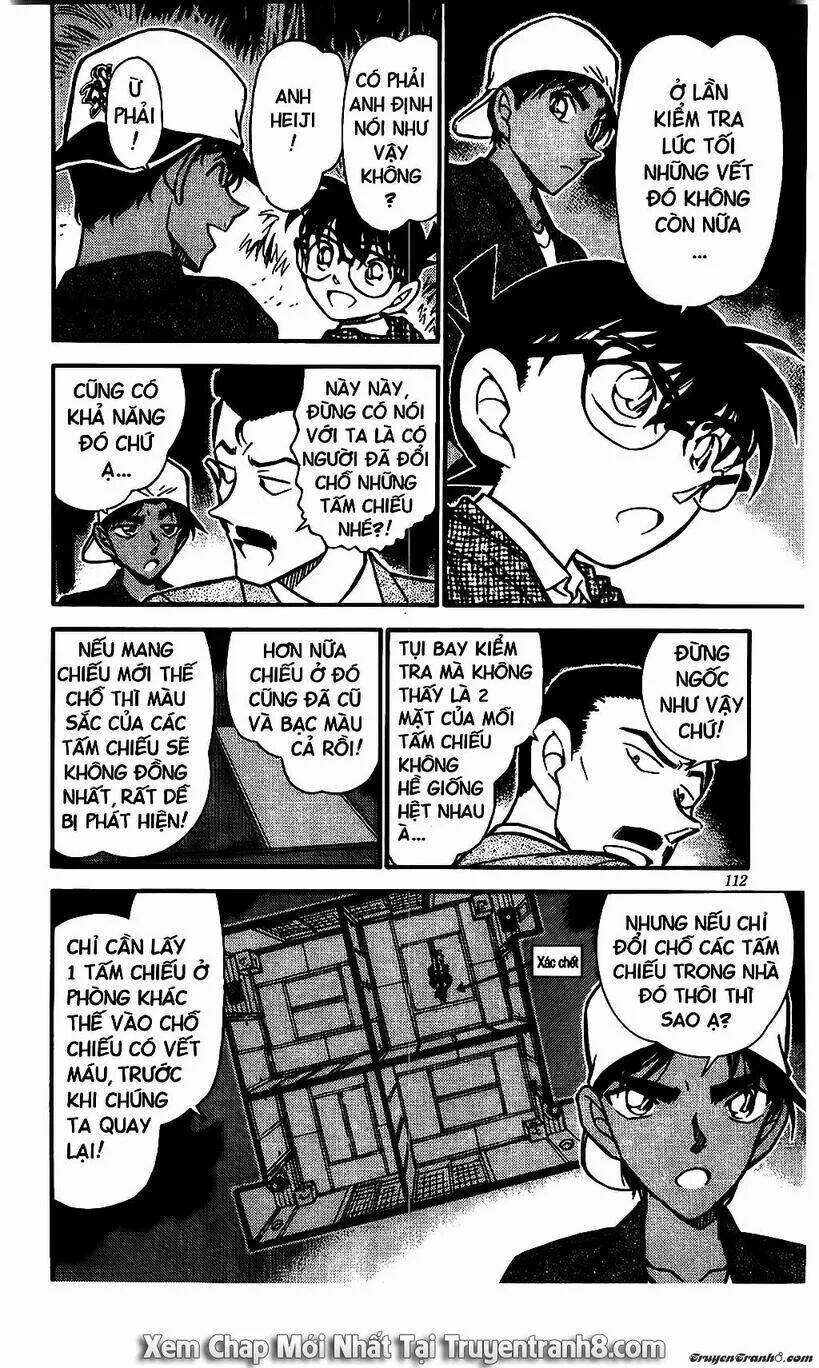 Ở LẦN
KIỂM TRA
LÚC TỐI
NHỮNG VẾT
ĐÓ KHÔNG
CÒN NỮA
...
CÓ PHẢI
ANH ĐỊNH
NÓI NHƯ
VẬY
KHÔNG
?
ANH
HEIJI
!
Ừ
PHẢI
!
NÀY NÀY,
ĐỪNG CÓ NÓI
VỚI TA LÀ CÓ
NGƯỜI ĐÃ ĐỔI
CHỖ NHỮNG
TẤM CHIẾU
NHÉ?!
CŨNG CÓ
KHẢ NĂNG
ĐÓ CHỨ
Ạ...
ĐỪNG
NGỐC
NHƯ VẬY
CHỨ!
TỤI BAY KIỂM
TRA MÀ KHÔNG
THẤY LÀ 2
MẶT CỦA MỖI
TẤM CHIẾU
KHÔNG
HỀ GIỐNG
HỆT NHAU
À...
HƠN NỮA
CHIẾU Ở ĐÓ
CŨNG ĐÃ CŨ
VÀ BẠC MÀU
CẢ RỒI!
NẾU MANG
CHIẾU MỚI THẾ
CHỖ THÌ MÀU
SẮC CỦA CÁC
TẤM CHIẾU SẼ
KHÔNG ĐỒNG
NHẤT, RẤT DỄ
BỊ PHÁT HIỆN!
112
NHƯNG NẾU CHỈ
ĐỔI CHỖ CÁC TẤM
CHIẾU TRONG NHÀ
ĐÓ THÔI THÌ
SAO Ạ?
Xác chết
CHỈ CẦN LẤY
1 TẤM CHIẾU Ở
PHÒNG KHÁC
THẾ VÀO CHỖ
CHIẾU CÓ VẾT
MÁU, TRƯỚC
KHI CHÚNG
TA QUAY
LẠI!
Xem Chap Mới Nhất Tại Truyentranh8.com
TruyenTranh8.com